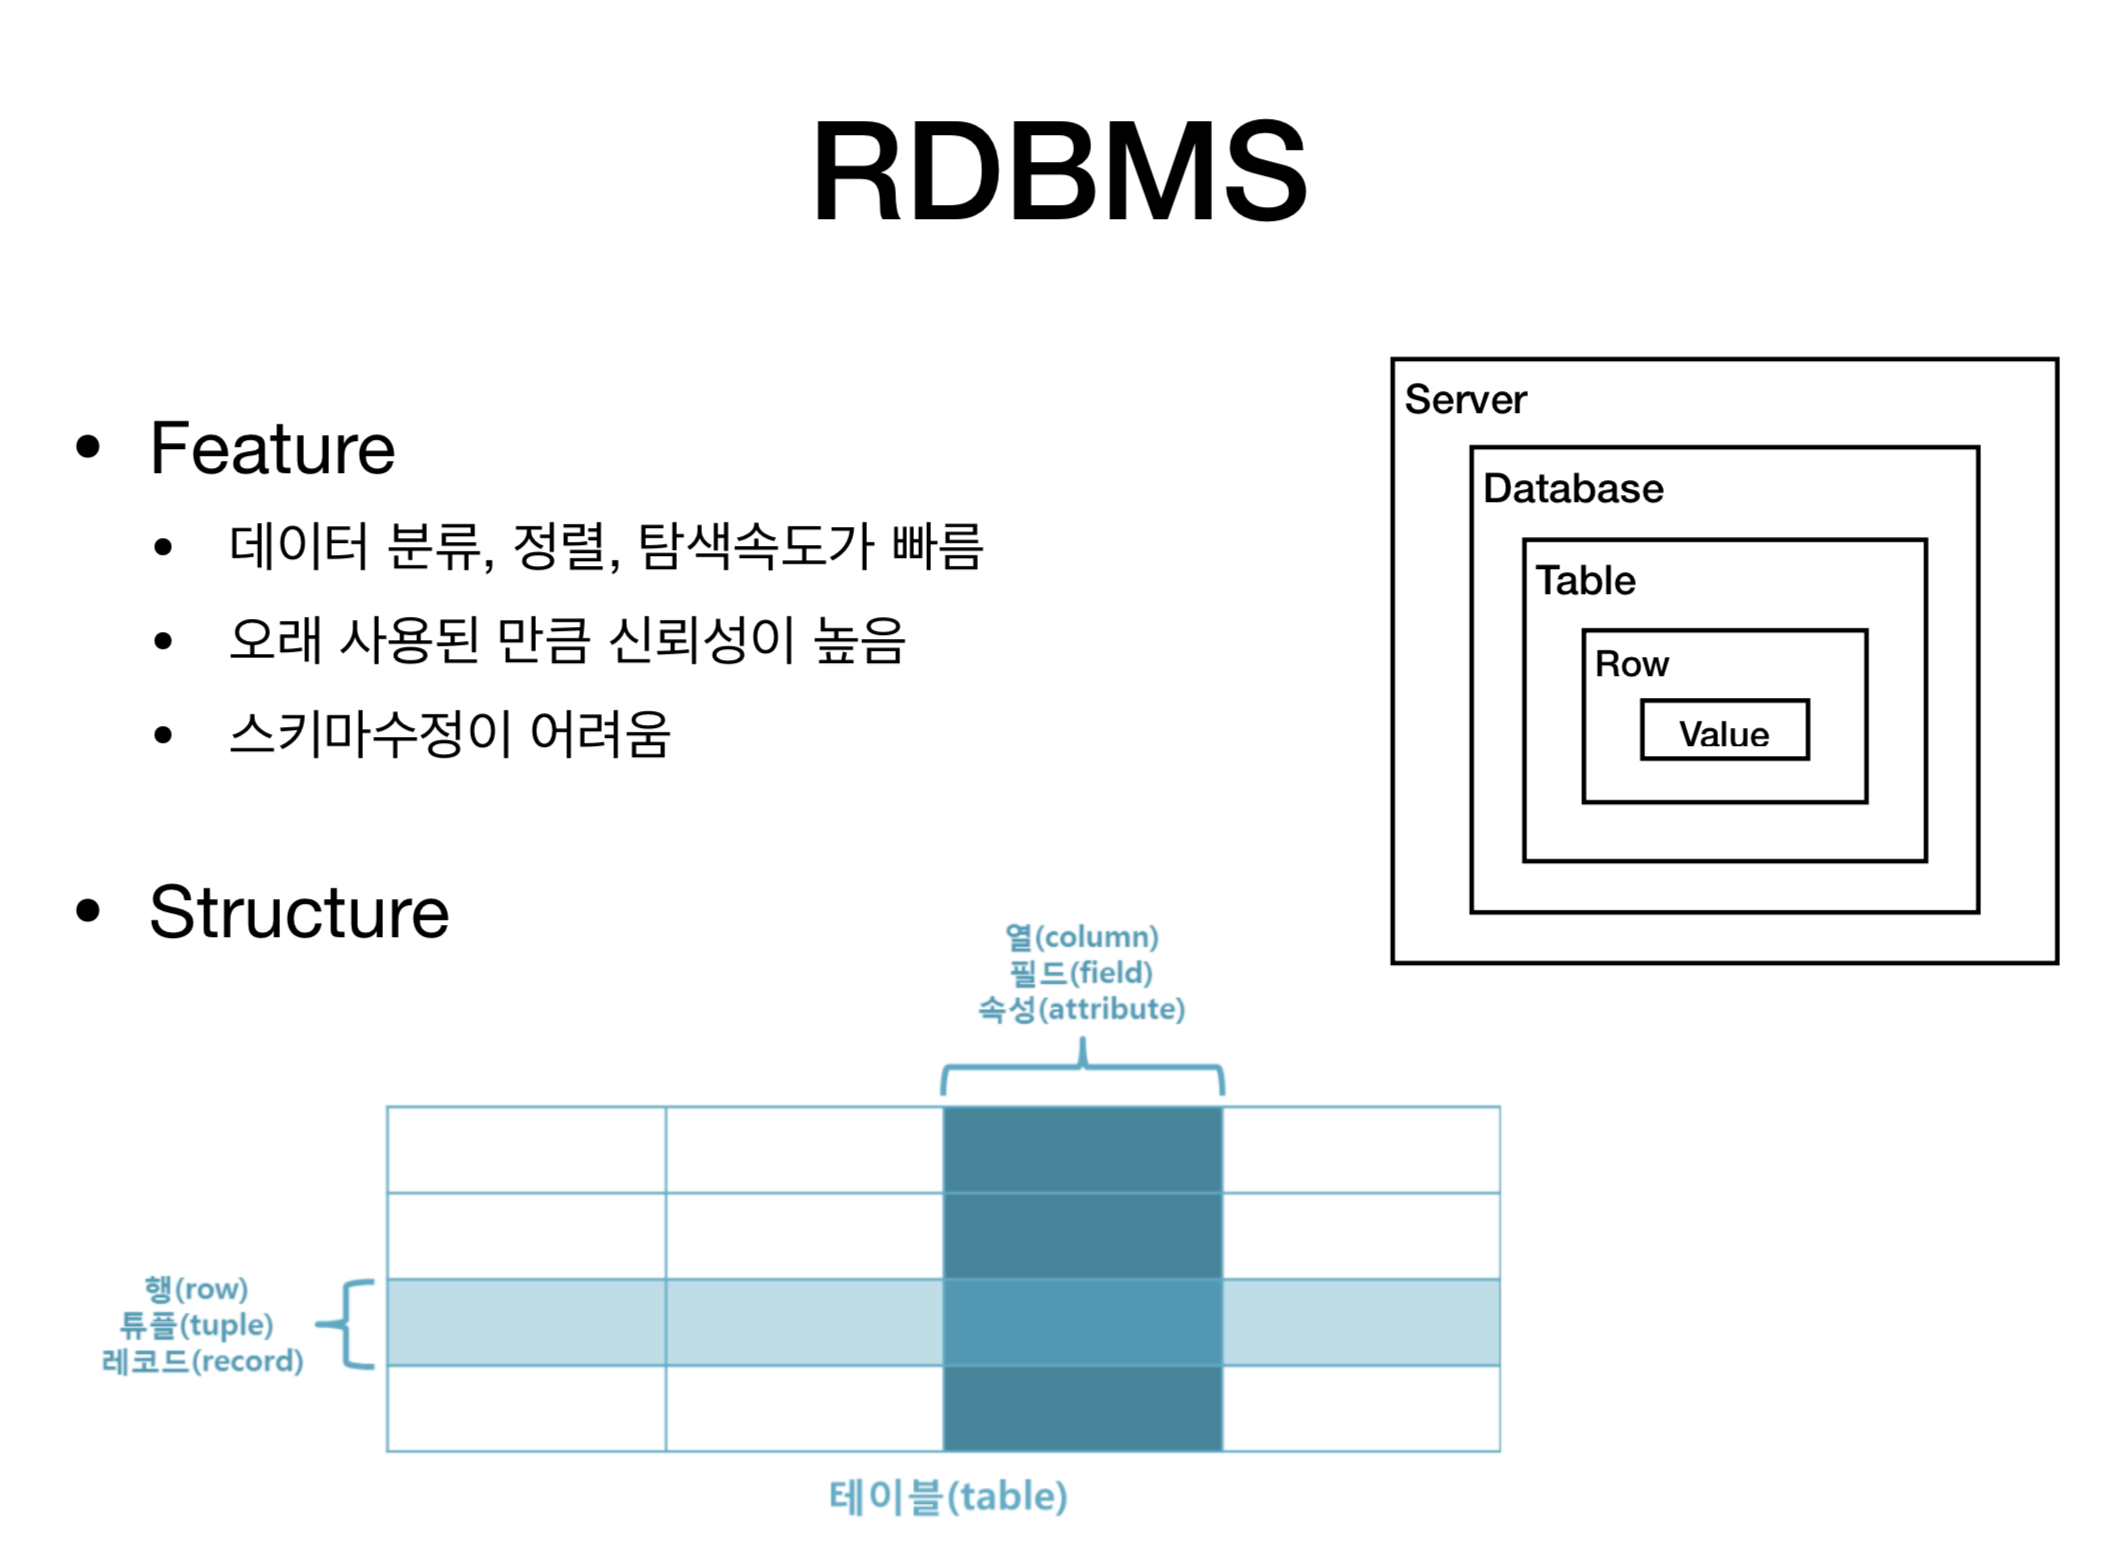 RDBMS
• Feature
• 데이터 분류, 정렬, 탐색속도가 빠름
• 오래 사용된 만큼 신뢰성이 높음
• 스키마수정이 어려움
Server
Database
Table
Row
Value
• Structure
열(column)
필드(field)
속성(attribute)
행(row)
튜플(tuple)
레코드(record)
테이블(table)